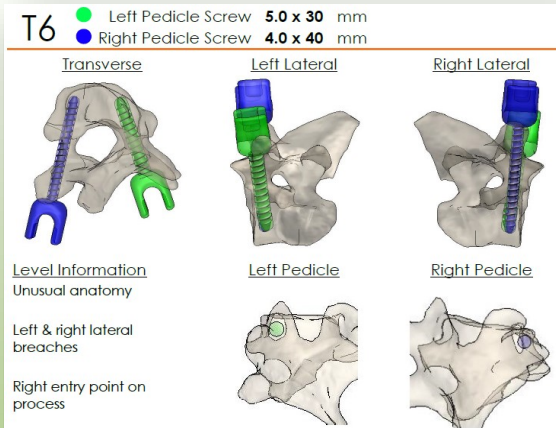 T6
Left Pedicle Screw 5.0 x 30 mm
Right Pedicle Screw 4.0 x 40 mm
Transverse
Left Lateral
Right Lateral
Level Information
Unusual anatomy
Left & right lateral
breaches
Right entry point on
process
Left Pedicle
Right Pedicle